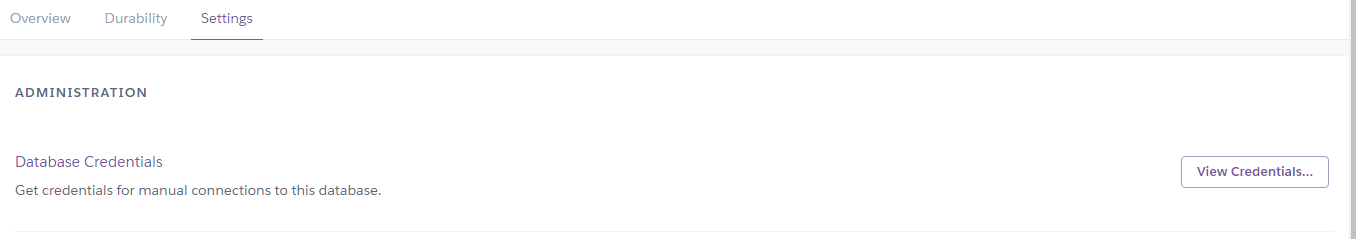 Overview Durability Settings
ADMINISTRATION
Database Credentials
Get credentials for manual connections to this database.
View Credentials...